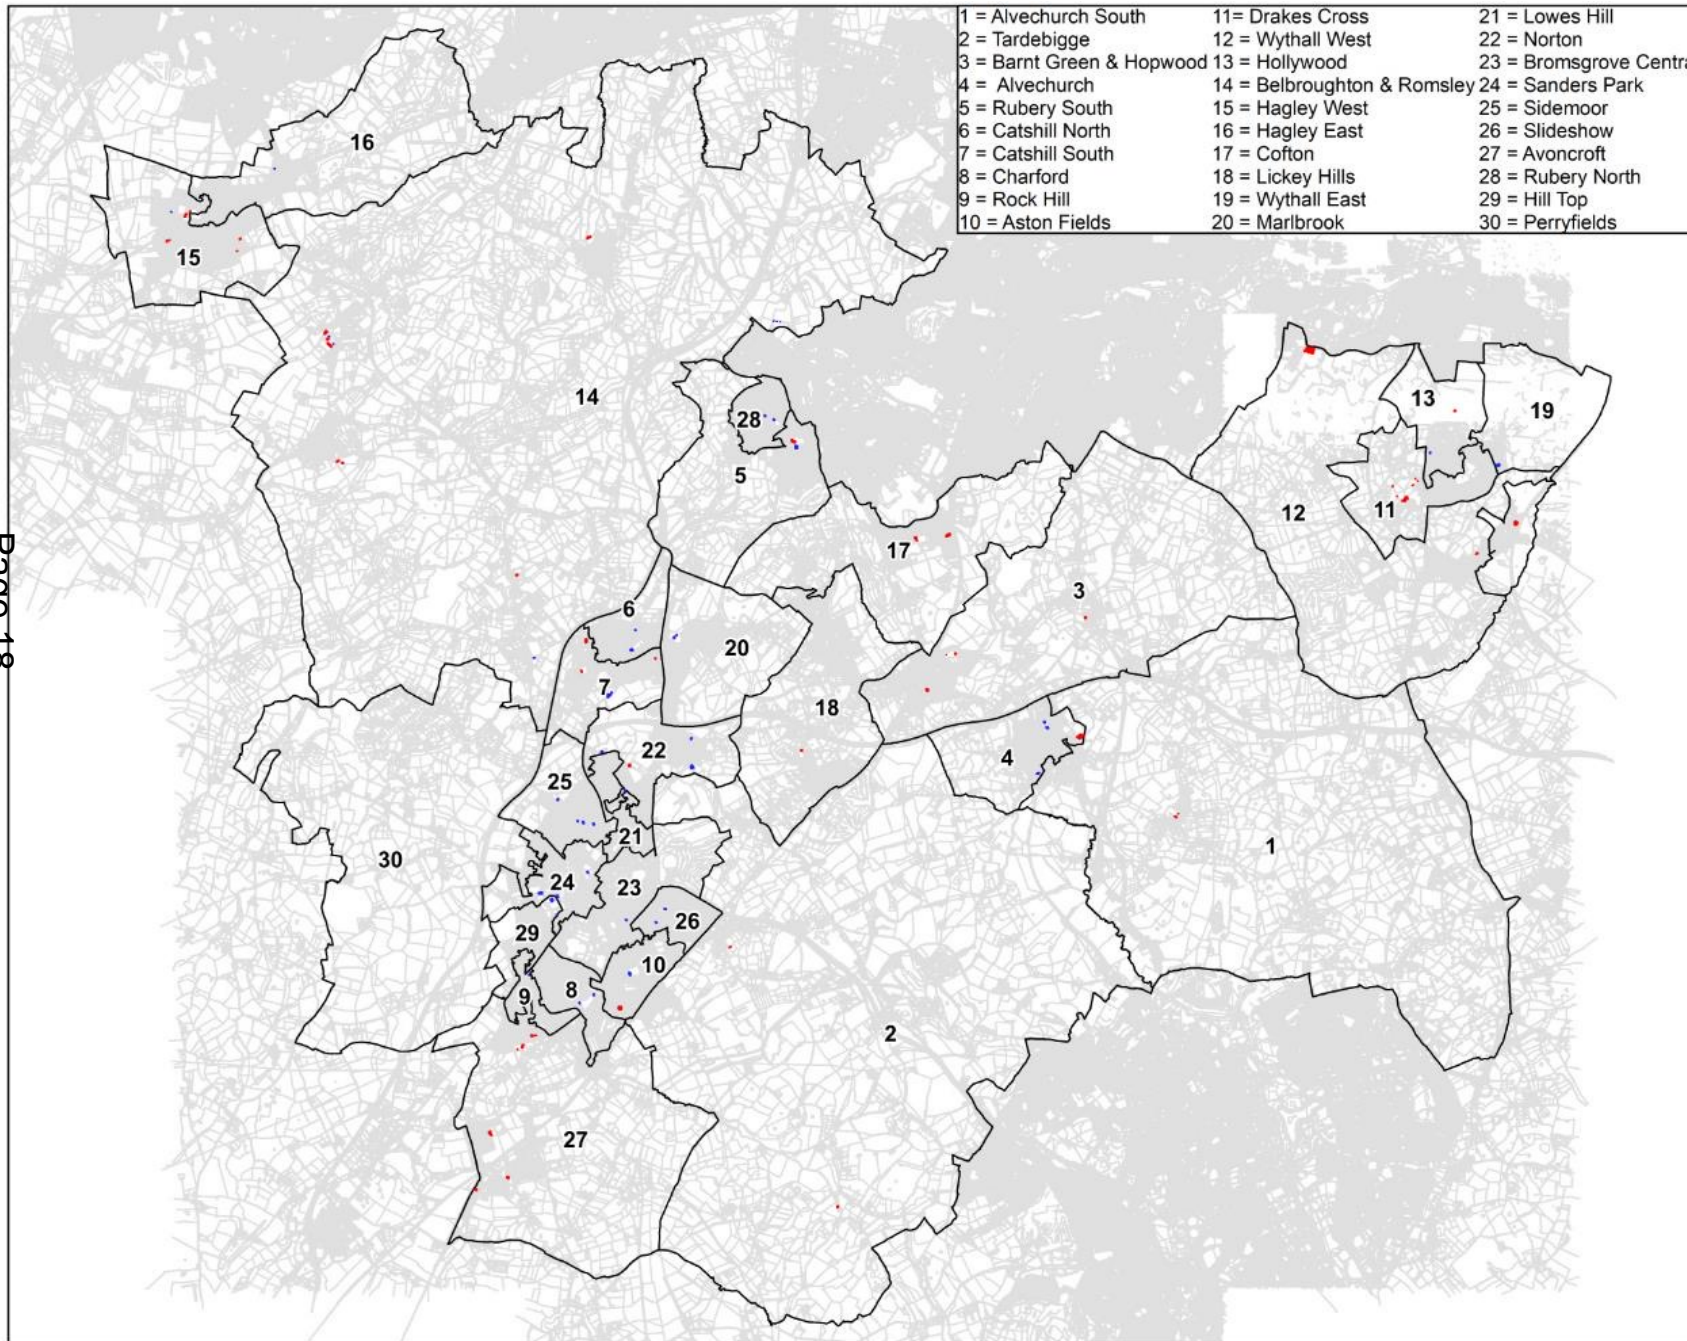 1 = Alvechurch South 11= Drakes Cross 21 = Lowes Hill
2 = Tardebigge 12 = Wythall West 22 = Norton
3 = Barnt Green & Hopwood 13 = Hollywood 23 = Bromsgrove Centra
4 = Alvechurch 14 = Belbroughton & Romsley 24 = Sanders Park
5 = Rubery South 15 = Hagley West 25 = Sidemoor
6 = Catshill North 16 = Hagley East 26 = Slideshow
7 = Catshill South 17 = Cofton 27 = Avoncroft
8 = Charford 18 = Lickey Hills 28 = Rubery North
9 = Rock Hill 19 = Wythall East 29 = Hill Top
10 = Aston Fields 20 = Marlbrook 30 = Perryfields
16
15
14
28
13
19
5
12
11
17
3
6
20
7
18
22
4
25
21
1
30
24
23
26
29
10
9
8
2
27
Page 18